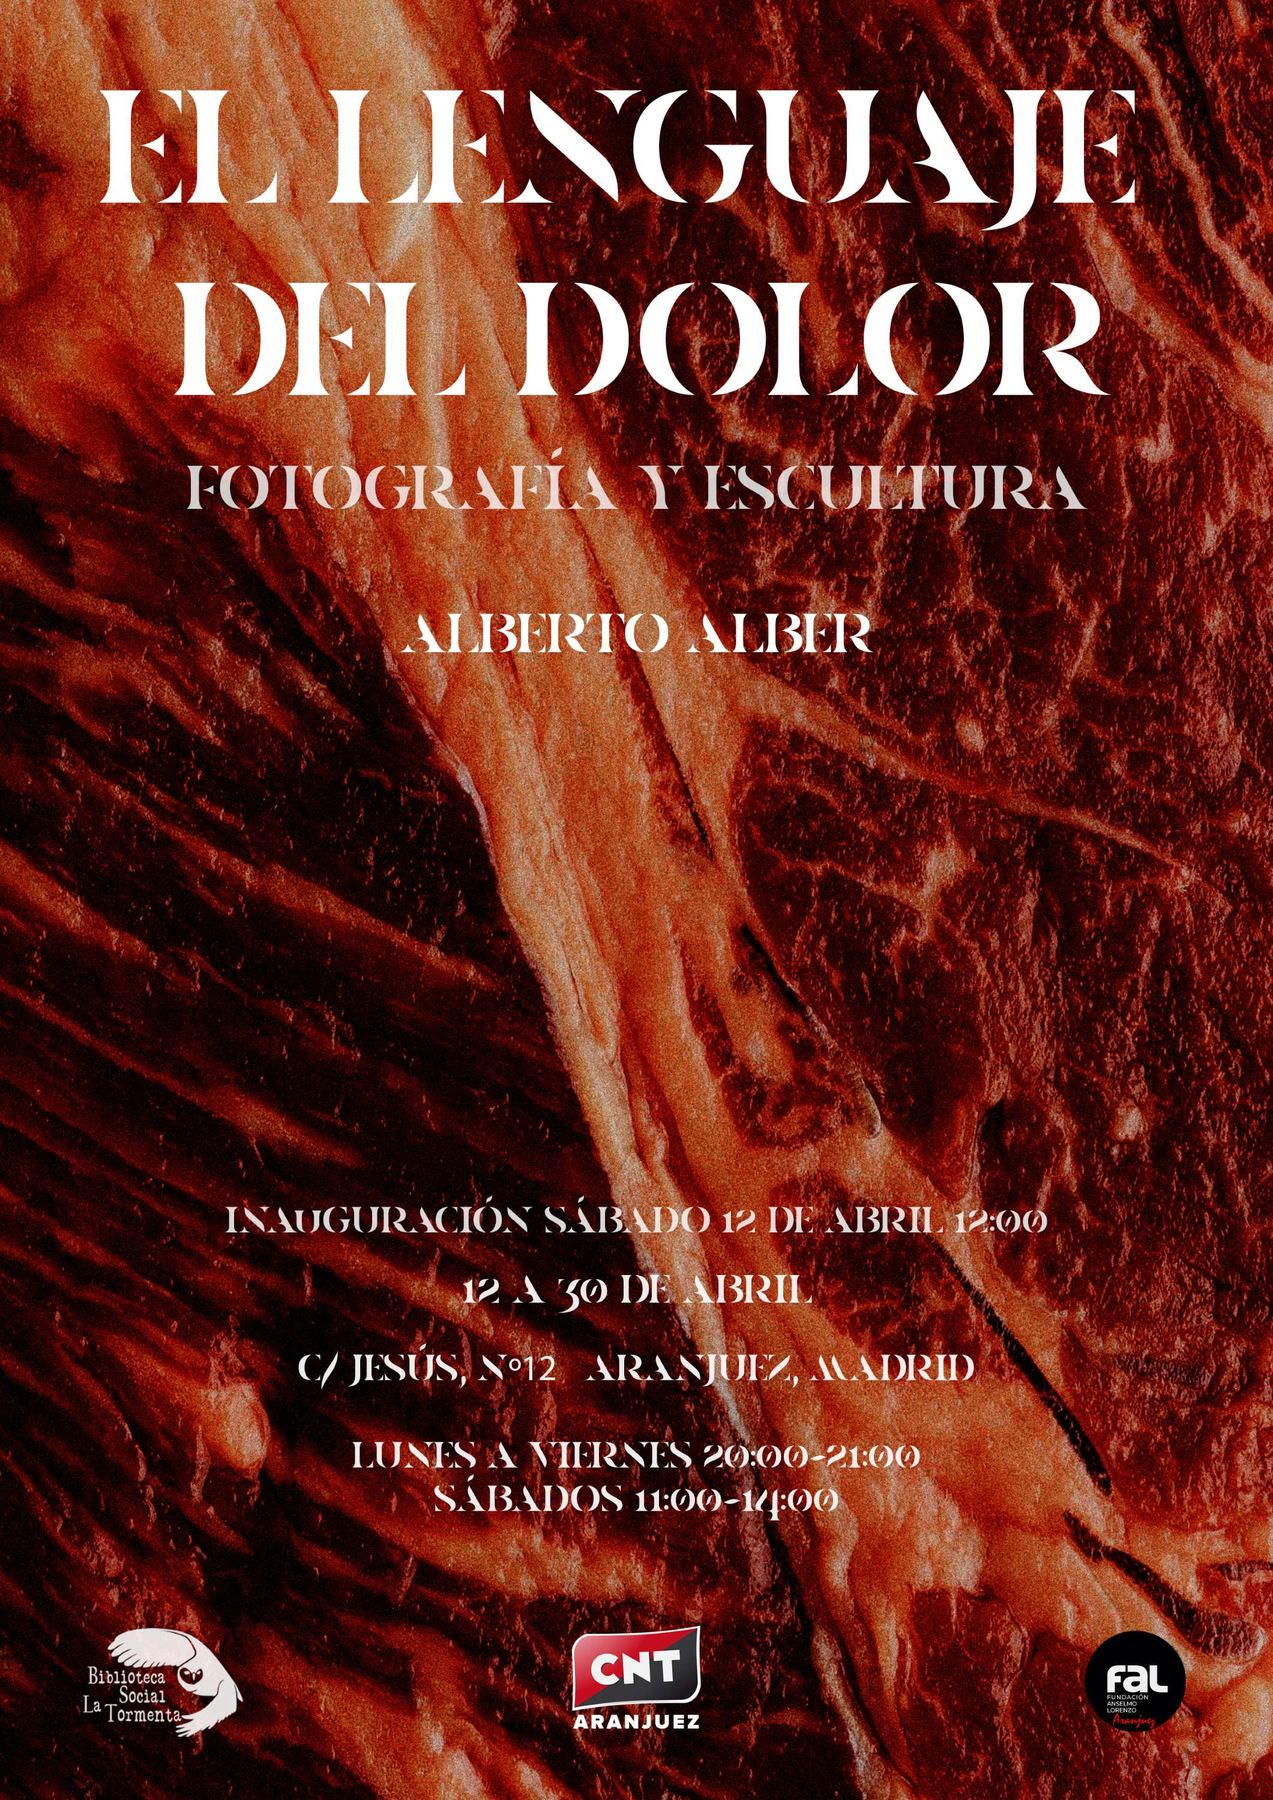 EL LENGUAJE
DEL DOLOR
FOTOGRAFÍA Y ESCULTURA
ALBERTO ALBER
INAUGURACIÓN SÁBADO 12 DE ABRIL 12:00
12 A 30 DE ABRIL
C/ JESÚS, Nº12 ARANJUEZ, MADRID
LUNES A VIERNES 20:00-21:00
SÁBADOS 11:00-14:00
Biblioteca
Social
La Tormenta
CNT
ARANJUEZ
fal
FUNDACIÓN
ANSELMO
LORENZO
Aranjuez